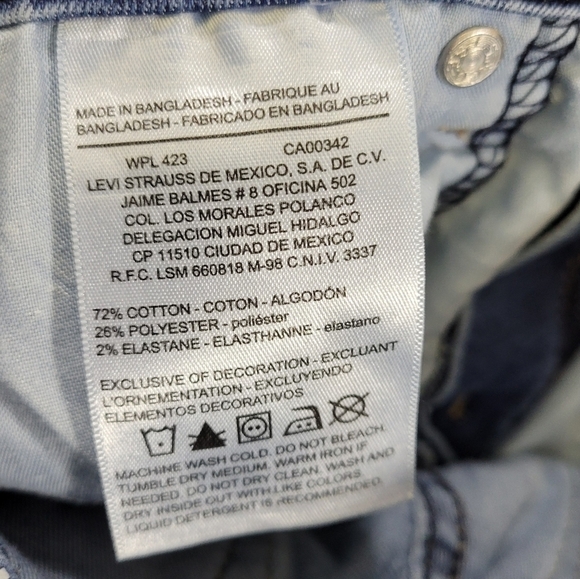 MADE IN BANGLADESH - FABRIQUE AU
BANGLADESH - FABRICADO EN BANGLADESH
WPL 423 CA00342
LEVI STRAUSS DE MEXICO, S.A. DE C.V.
JAIME BALMES # 8 OFICINA 502
COL. LOS MORALES POLANCO
DELEGACION MIGUEL HIDALGO
CP 11510 CIUDAD DE MEXICO
R.F.C. LSM 660818 M-98 C.N.I.V. 3337
72% COTTON - COTON - ALGODÓN
26% POLYESTER - poliéster
2% ELASTANE - ELASTHANNE - elastano
EXCLUSIVE OF DECORATION - EXCLUANT
L'ORNEMENTATION - EXCLUYENDO
ELEMENTOS DECORATIVOS
MACHINE WASH COLD. DO NOT BLEACH.
TUMBLE DRY MEDIUM. WARM IRON IF
NEEDED. DO NOT DRY CLEAN. WASH AND
DRY INSIDE OUT WITH LIKE COLORS.
LIQUID DETERGENT IS RECOMMENDED.